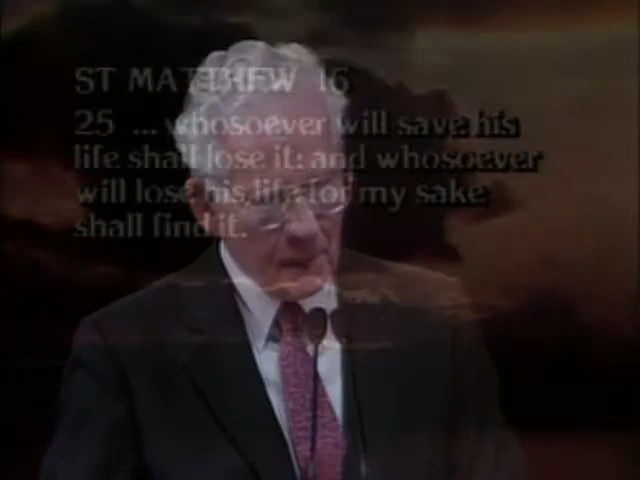 ST MATTHEW 16
25 ... whosoever will save his
life shall lose it: and whosoever
will lose his life for my sake
shall find it.